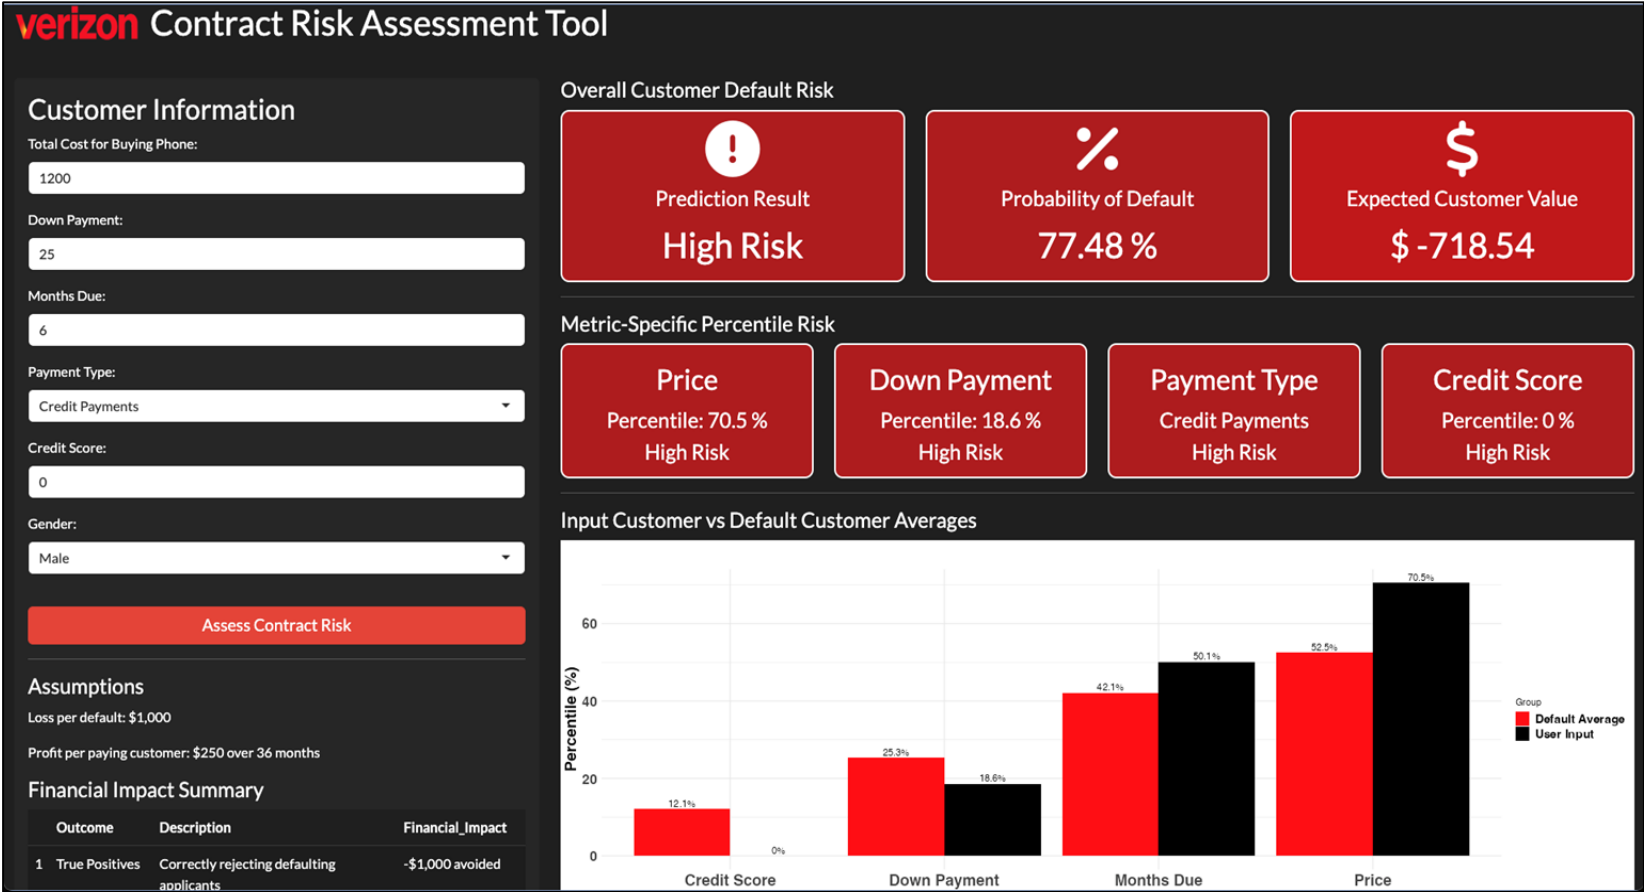 verizon Contract Risk Assessment Tool
Customer Information
Total Cost for Buying Phone:
1200
Down Payment:
25
Months Due:
6
Payment Type:
Credit Payments
Credit Score:
0
Gender:
Male
Assess Contract Risk
Assumptions
Loss per default: $1,000
Profit per paying customer: $250 over 36 months
Financial Impact Summary
Outcome Description Financial_Impact
1 True Positives Correctly rejecting defaulting -$1,000 avoided
applicants
Overall Customer Default Risk
Prediction Result
High Risk
Probability of Default
77.48 %
Expected Customer Value
$ -718.54
Metric-Specific Percentile Risk
Price
Percentile: 70.5 %
High Risk
Down Payment
Percentile: 18.6 %
High Risk
Payment Type
Credit Payments
High Risk
Credit Score
Percentile: 0 %
High Risk
Input Customer vs Default Customer Averages
Percentile (%)
60
40
20
0
12.1%
0%
25.3%
18.6%
42.1%
50.1%
52.5%
70.5%
Credit Score
Down Payment
Months Due
Price
Group
Default Average
User Input